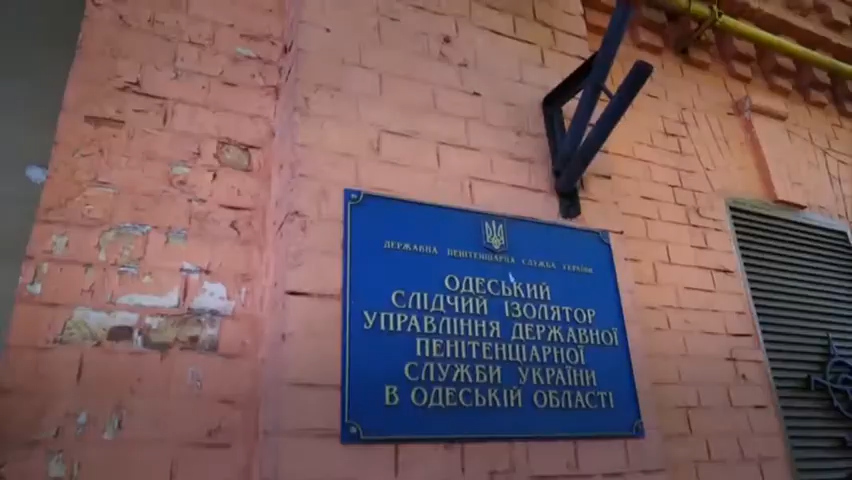 ДЕРЖАВНА ПЕНІТЕНЦІАРНА СЛУЖБА УКРАЇНИ
ОДЕСЬКИЙ
СЛІДЧИЙ ІЗОЛЯТОР
УПРАВЛІННЯ ДЕРЖАВНОЇ
ПЕНІТЕНЦІАРНОЇ
СЛУЖБИ УКРАЇНИ
В ОДЕСЬКІЙ ОБЛАСТІ